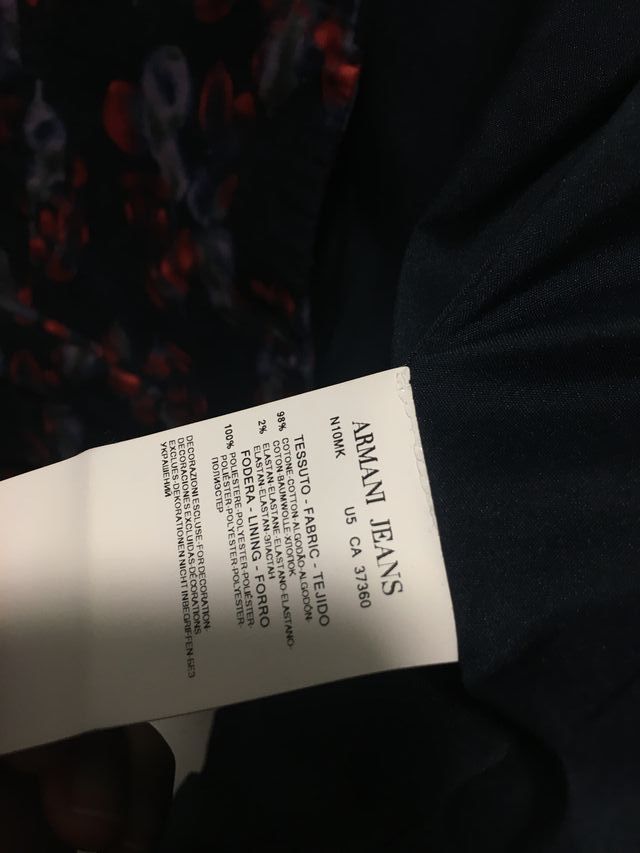 ARMANI JEANS
U5 CA 37360
N10MK
TESSUTO - FABRIC - TEJIDO
98% COTONE-COTTON-ALGODÃO-ALGODÓN-
COTTON-BAUMWOLLE-ХЛОПОК
2% ELASTAN-ELASTANE-ELASTANO-ELASTANO-
ELASTAN-ELASTAN-ЭЛАСТАН
FODERA - LINING - FORRO
100% POLIESTERE-POLYESTER-POLIÉSTER-
POLIÉSTER-POLYESTER-POLYESTER-
ПОЛИЭСТЕР
DECORAZIONI ESCLUSE-FOR DECORATION-
DECORACIONES EXCLUIDAS-DÉCORATIONS
EXCLUES-DEKORATIONEN NICHT INBEGRIFFEN-БЕЗ
УКРАШЕНИЙ